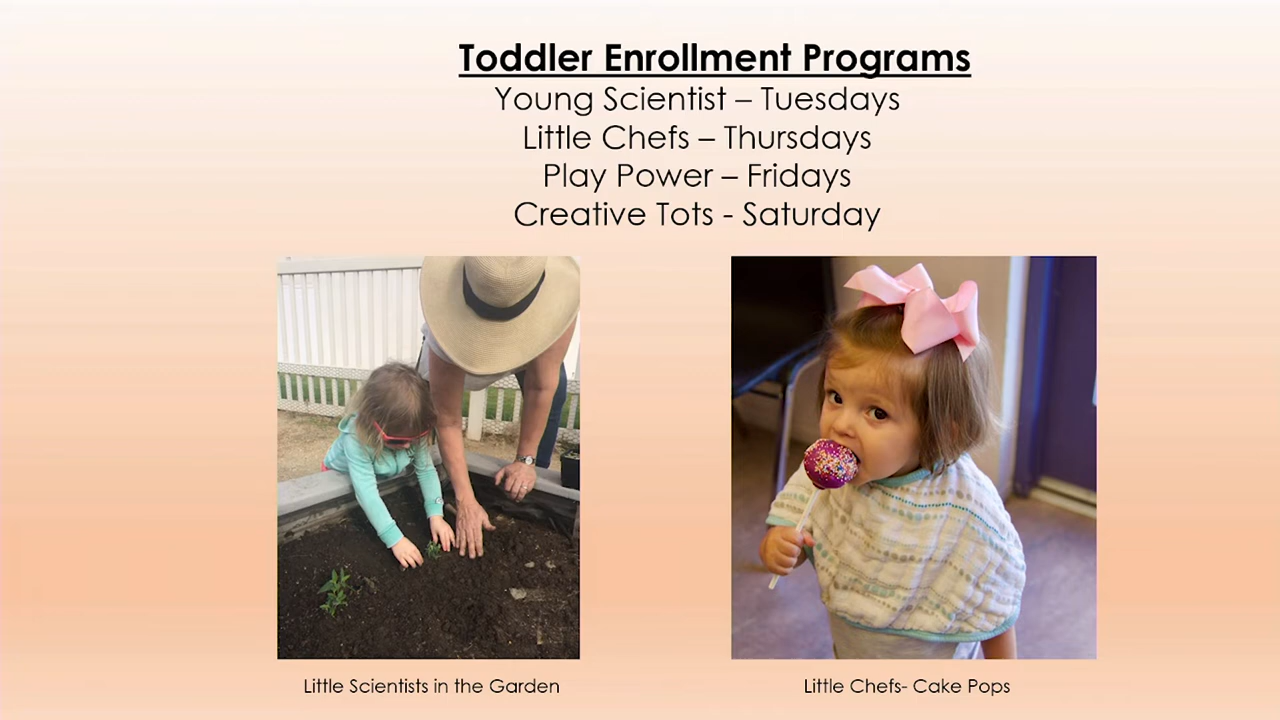 Toddler Enrollment Programs
Young Scientist – Tuesdays
Little Chefs – Thursdays
Play Power – Fridays
Creative Tots - Saturday
Little Scientists in the Garden
Little Chefs- Cake Pops